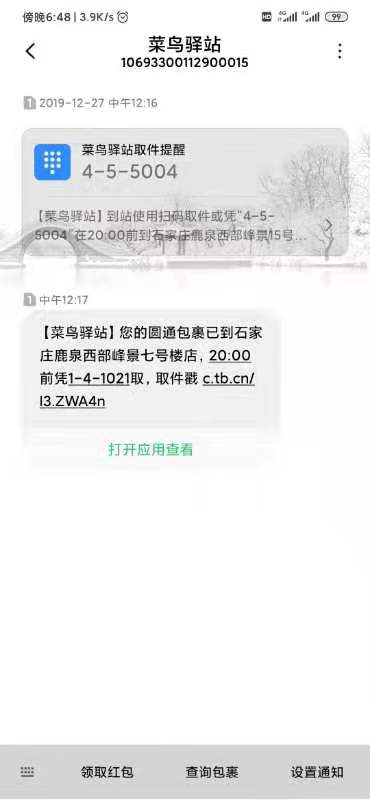 傍晚6:48 | 3.9K/s
HD 4G 4G 99
菜鸟驿站
10693300112900015
1 2019-12-27 中午12:16
菜鸟驿站取件提醒
4-5-5004
【菜鸟驿站】到站使用扫码取件或凭"4-5-
5004"在20:00前到石家庄鹿泉西部峰景15号...
1 中午12:17
【菜鸟驿站】您的圆通包裹已到石家
庄鹿泉西部峰景七号楼店，20:00
前凭1-4-1021取，取件戳 c.tb.cn/
I3.ZWA4n
打开应用查看
领取红包 查询包裹 设置通知